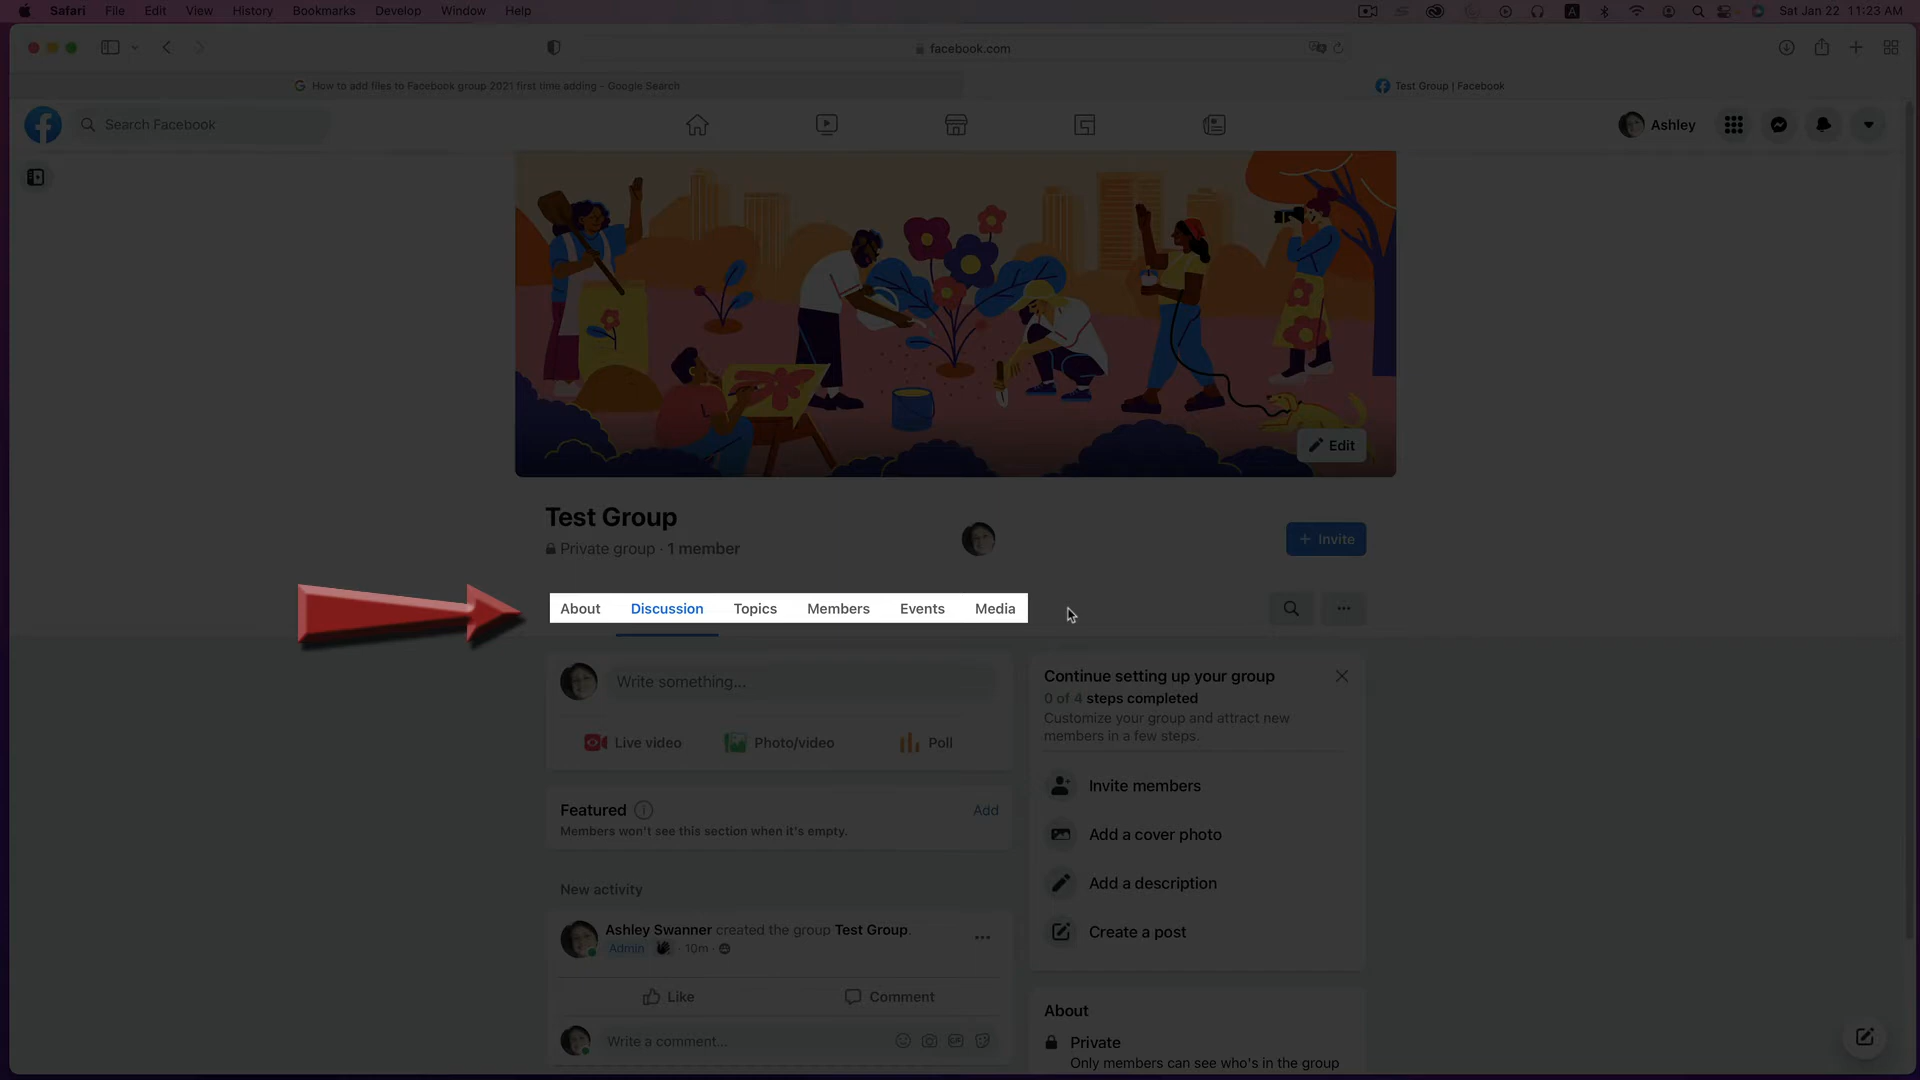 Safari File Edit View History Bookmarks Develop Window Help
A
Sat Jan 22 11:23 AM
facebook.com
How to add files to Facebook group 2021 first time adding - Google Search
Test Group | Facebook
Search Facebook
Ashley
Edit
Test Group
Private group · 1 member
+ Invite
About Discussion Topics Members Events Media
Write something...
Live video Photo/video Poll
Featured
Add
Members won't see this section when it's empty.
New activity
Ashley Swanner created the group Test Group.
Admin · 10m ·
Like Comment
Write a comment...
Continue setting up your group
0 of 4 steps completed
Customize your group and attract new
members in a few steps.
Invite members
Add a cover photo
Add a description
Create a post
About
Private
Only members can see who's in the group